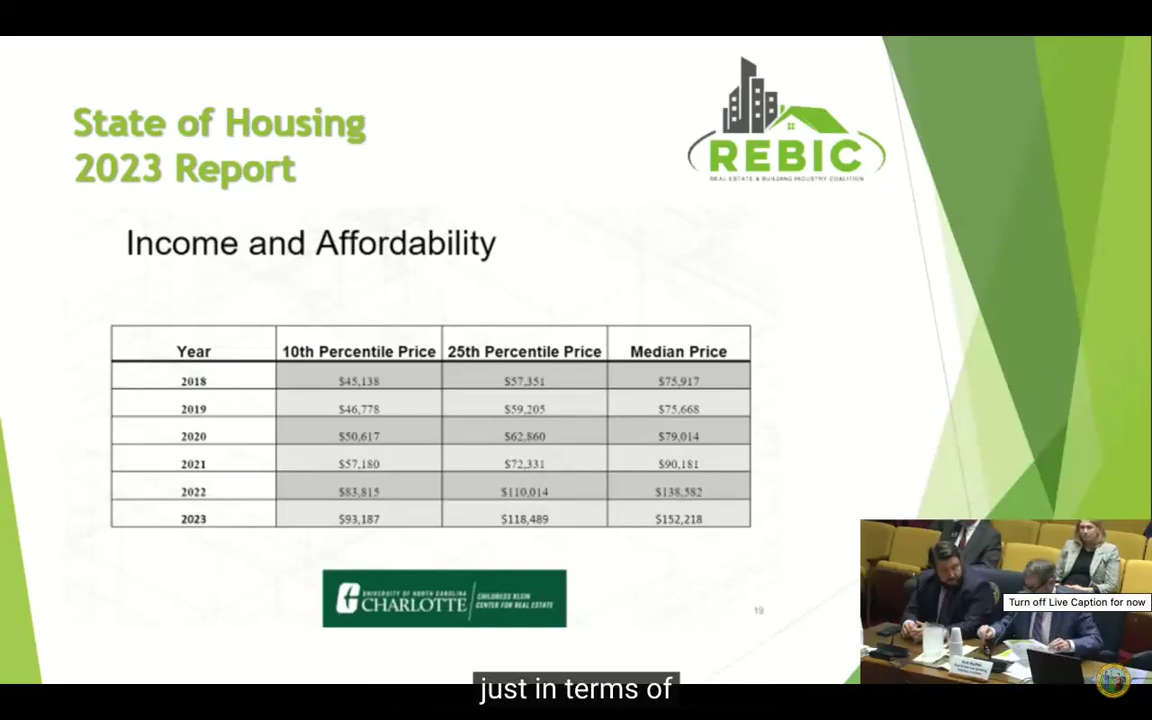 State of Housing
2023 Report
REBIC
REAL ESTATE & BUILDING INDUSTRY COALITION
Income and Affordability
Year 10th Percentile Price 25th Percentile Price Median Price
2018 $45,138 $57,351 $75,917
2019 $46,778 $59,205 $75,668
2020 $50,617 $62,860 $79,014
2021 $57,180 $72,331 $90,181
2022 $83,815 $110,014 $138,582
2023 $93,187 $118,489 $152,218
UNIVERSITY OF NORTH CAROLINA
CHARLOTTE
CHILDRESS KLEIN
CENTER FOR REAL ESTATE
19
Turn off Live Caption for now
just in terms of